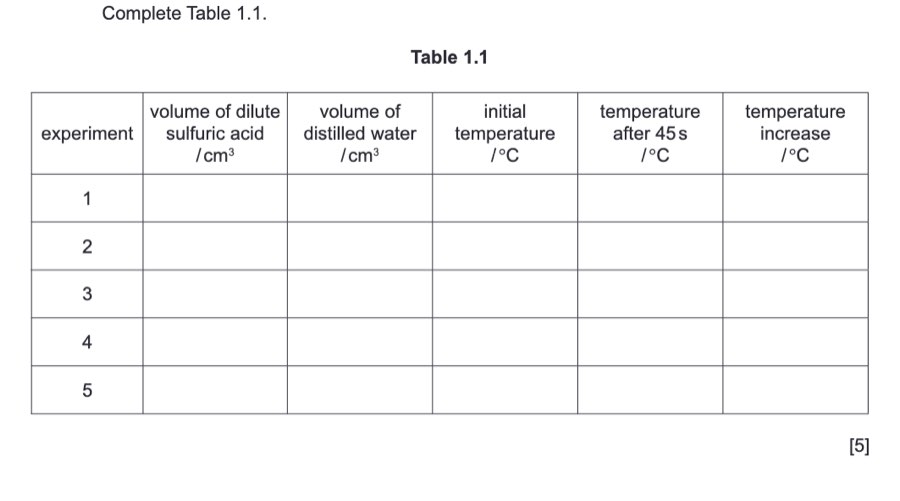 Complete Table 1.1.
Table 1.1
experiment
volume of dilute
sulfuric acid
/cm³
volume of
distilled water
/cm³
initial
temperature
/°C
temperature
after 45s
/°C
temperature
increase
/°C
1
2
3
4
5
[5]